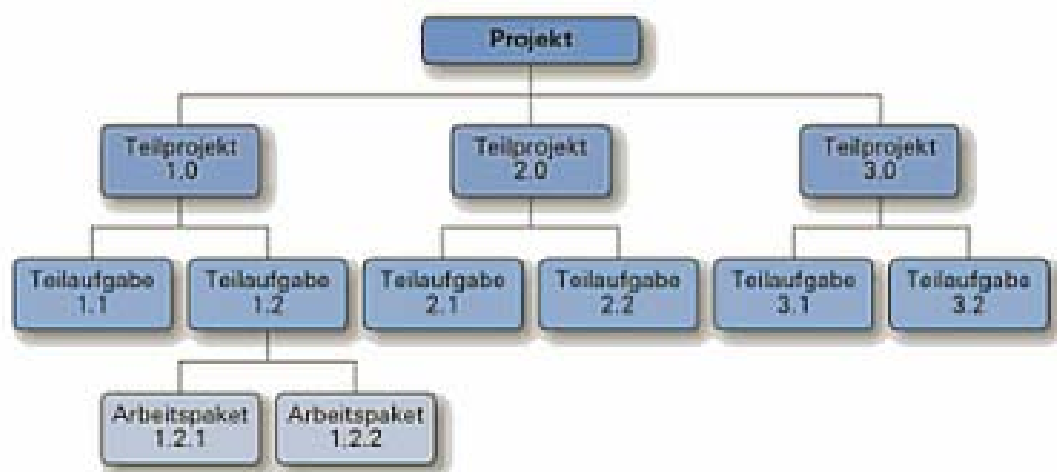 Projekt
Teilprojekt
1.0
Teilprojekt
2.0
Teilprojekt
3.0
Teilaufgabe
1.1
Teilaufgabe
1.2
Teilaufgabe
2.1
Teilaufgabe
2.2
Teilaufgabe
3.1
Teilaufgabe
3.2
Arbeitspaket
1.2.1
Arbeitspaket
1.2.2